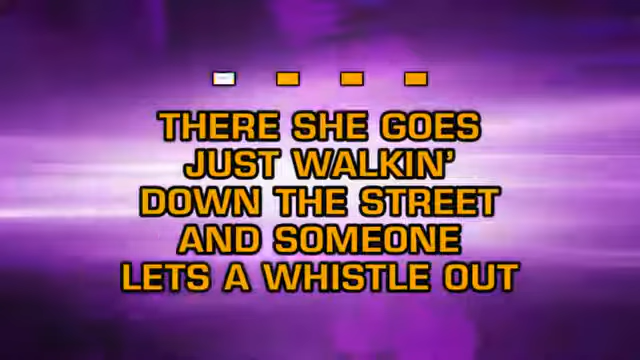 THERE SHE GOES
JUST WALKIN'
DOWN THE STREET
AND SOMEONE
LETS A WHISTLE OUT